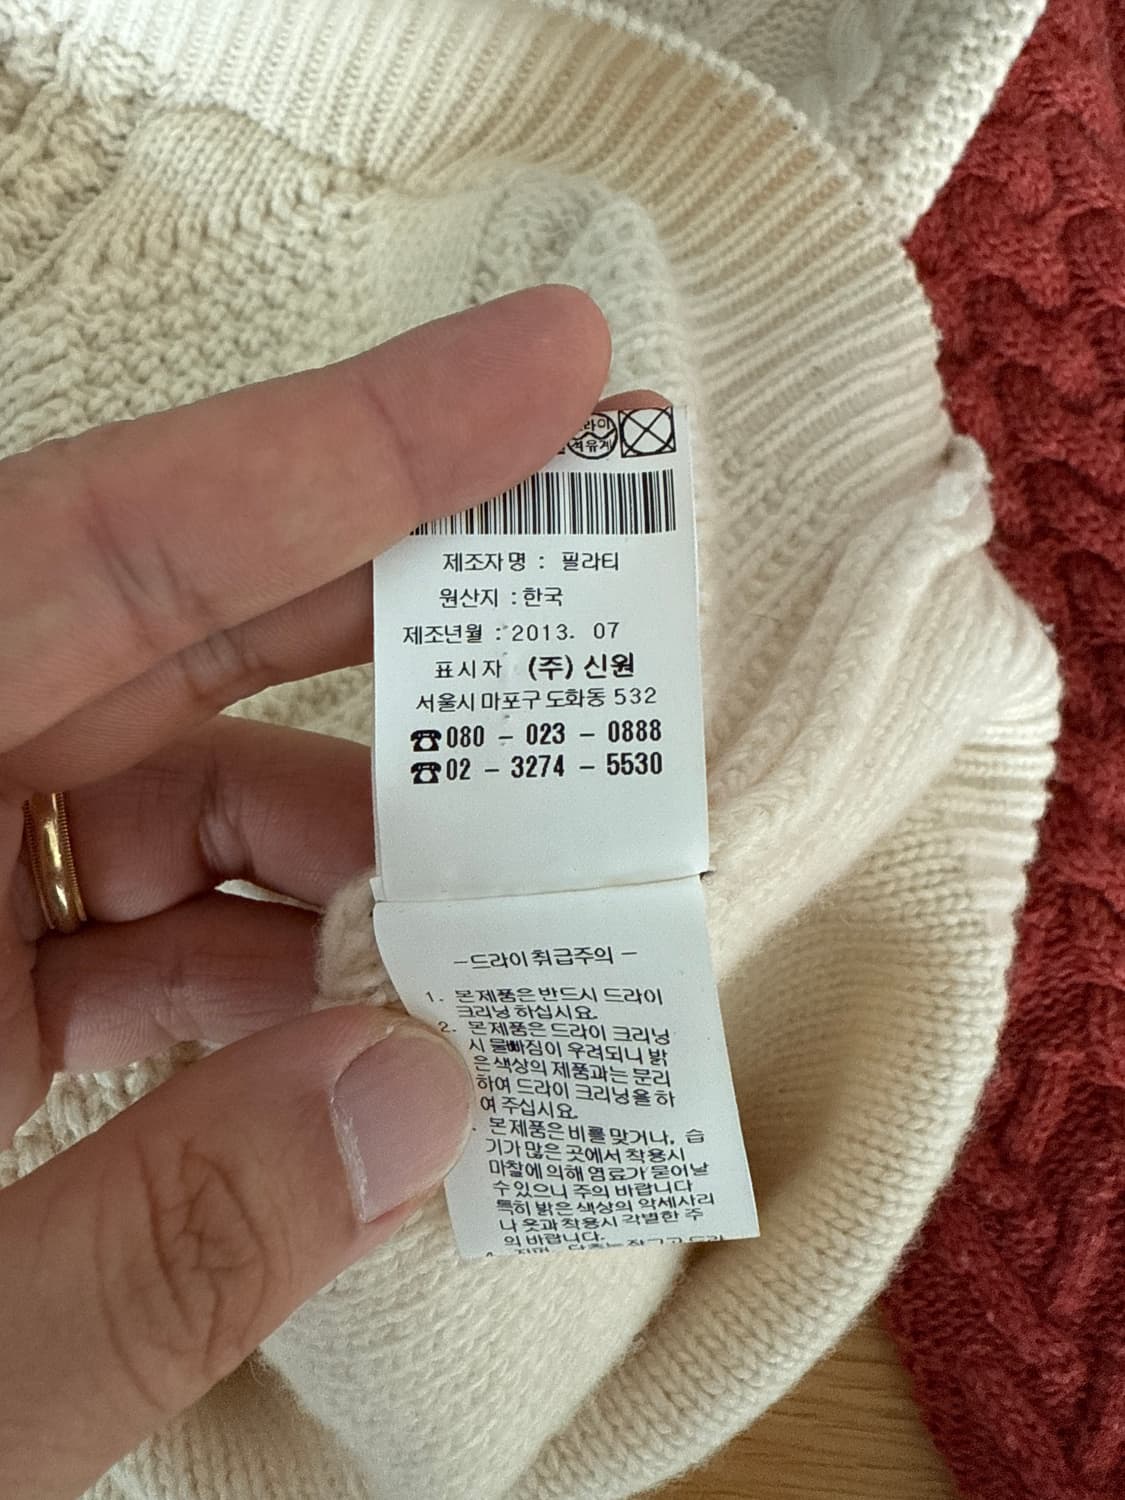 드라이
석유계
제조자명 : 필라티
원산지 : 한국
제조년월 : 2013. 07
표시자 (주) 신원
서울시 마포구 도화동 532
☎ 080 - 023 - 0888
☎ 02 - 3274 - 5530
-드라이취급주의 -
1. 본제품은 반드시 드라이
크리닝 하십시요.
2. 본제품은 드라이 크리닝
시 물빠짐이 우려되니 밝
은색상의 제품과는 분리
하여 드라이 크리닝을 하
여 주십시요.
. 본제품은 비를 맞거나, 습
기가 많은 곳에서 착용시
마찰에 의해 염료가 묻어날
수 있으니 주의 바랍니다
특히 밝은 색상의 악세사리
나 옷과 착용시 각별한 주
의 바랍니다.